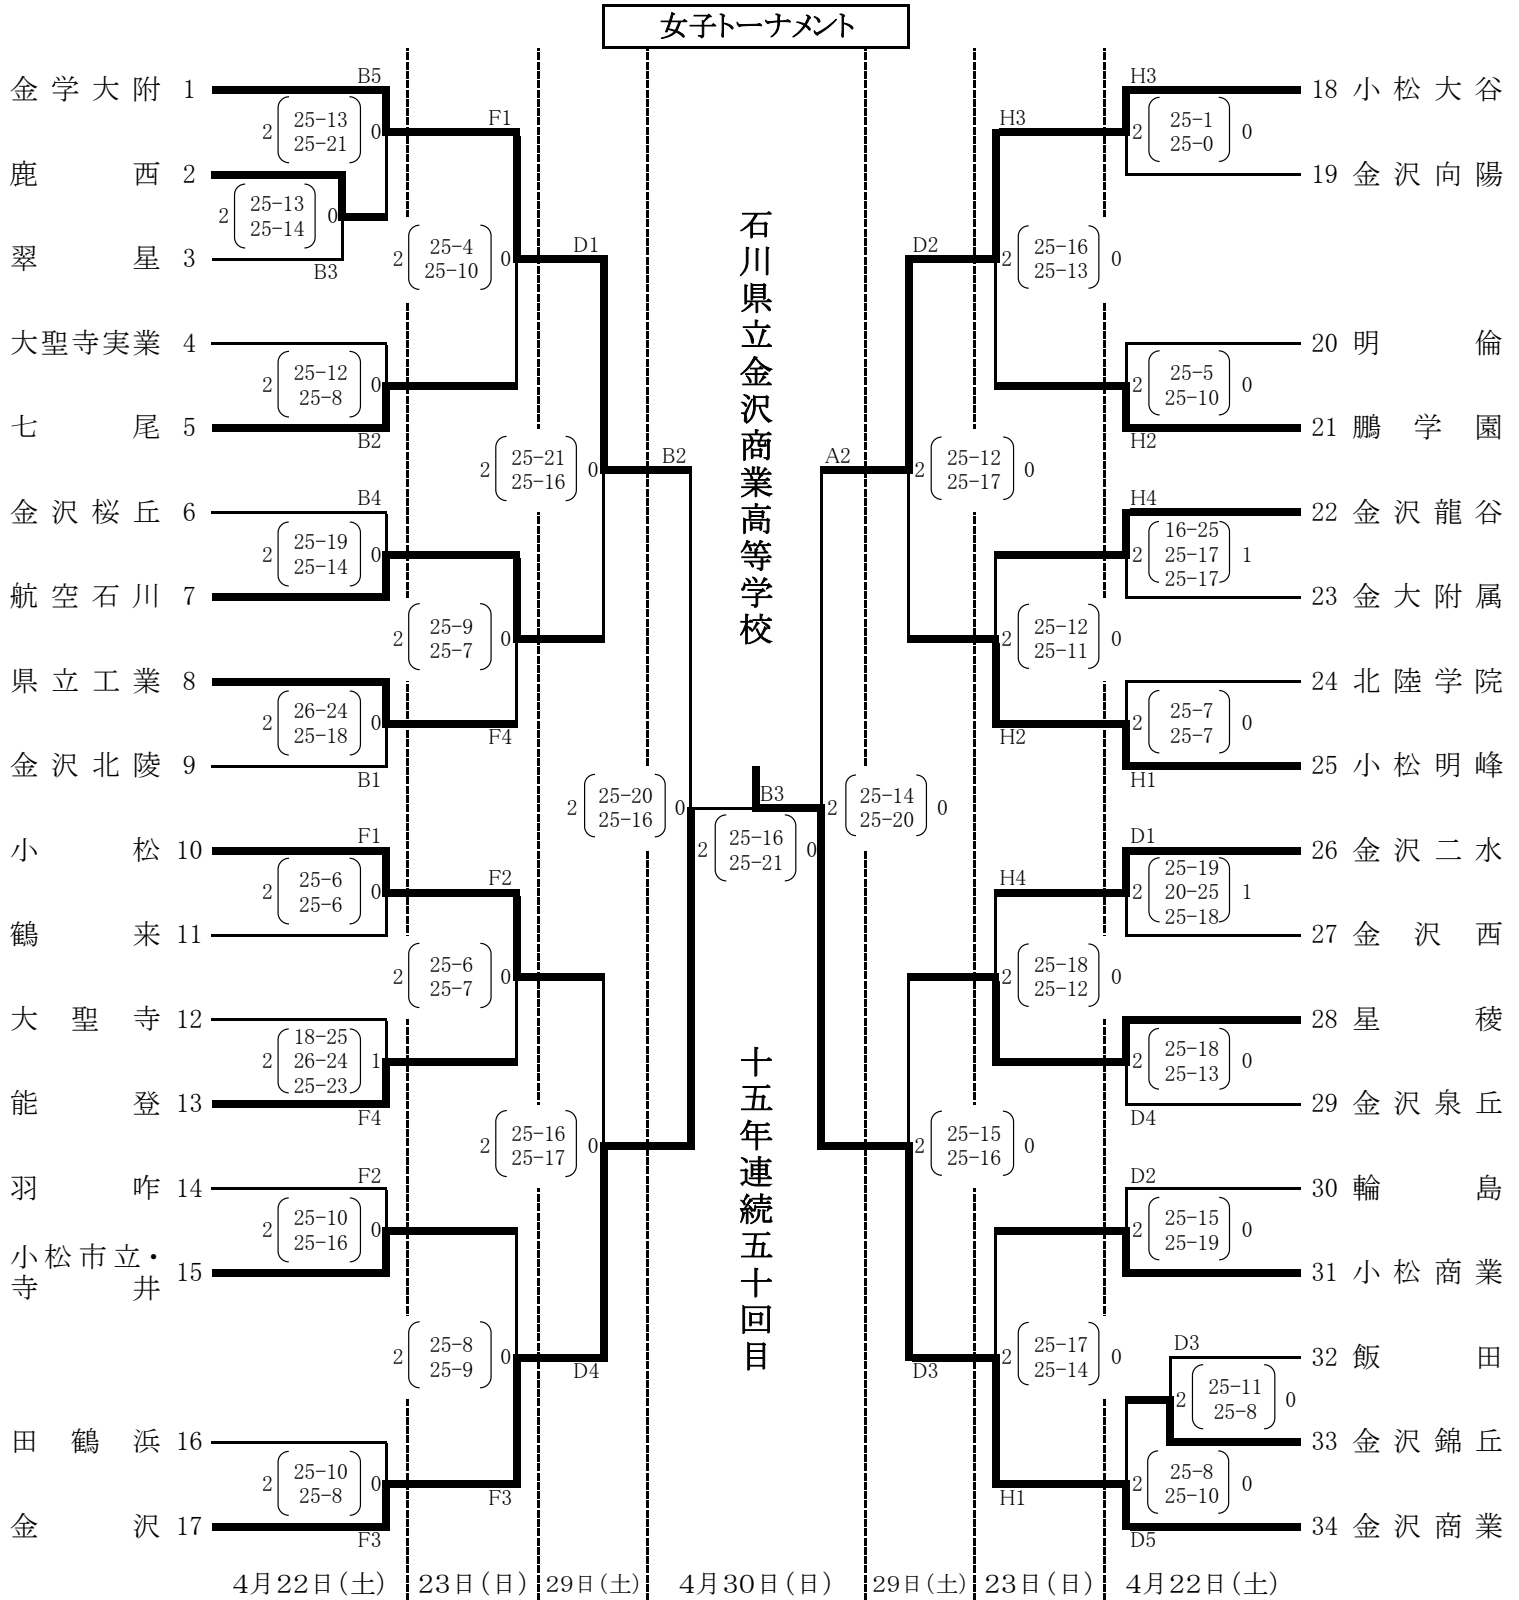 女子トーナメント
金学大附 1
B5
2 25-13 0
25-21
鹿西 2
2 25-13 0
25-14
翠星 3
B3
F1
2 25-4 0
25-10
大聖寺実業 4
2 25-12 0
25-8
七尾 5
B2
D1
2 25-21 0
25-16
金沢桜丘 6
B4
2 25-19 0
25-14
航空石川 7
2 25-9 0
25-7
県立工業 8
2 26-24 0
25-18
F4
金沢北陵 9
B1
B2
2 25-20 0
25-16
小松 10
F1
2 25-6 0
25-6
鶴来 11
F2
2 25-6 0
25-7
大聖寺 12
2 18-25 1
26-24
25-23
能登 13
F4
2 25-16 0
25-17
羽咋 14
F2
2 25-10 0
25-16
小松市立・
寺井 15
2 25-8 0
25-9
D4
田鶴浜 16
2 25-10 0
25-8
F3
金沢 17
F3
石川県立金沢商業高等学校
十五年連続五十回目
B3
2 25-16 0
25-21
H3
18 小松大谷
2 25-1 0
25-0
19 金沢向陽
H3
D2
2 25-16 0
25-13
20 明倫
2 25-5 0
25-10
21 鵬学園
H2
A2
2 25-12 0
25-17
H4
22 金沢龍谷
2 16-25 1
25-17
25-17
23 金大附属
2 25-12 0
25-11
24 北陸学院
2 25-7 0
25-7
H2
25 小松明峰
H1
2 25-14 0
25-20
D1
26 金沢二水
2 25-19 1
20-25
25-18
27 金沢西
H4
2 25-18 0
25-12
28 星稜
2 25-18 0
25-13
29 金沢泉丘
D4
2 25-15 0
25-16
D2
30 輪島
2 25-15 0
25-19
31 小松商業
2 25-17 0
25-14
D3
D3
32 飯田
2 25-11 0
25-8
33 金沢錦丘
2 25-8 0
25-10
H1
34 金沢商業
D5
4月22日(土) 23日(日) 29日(土) 4月30日(日) 29日(土) 23日(日) 4月22日(土)